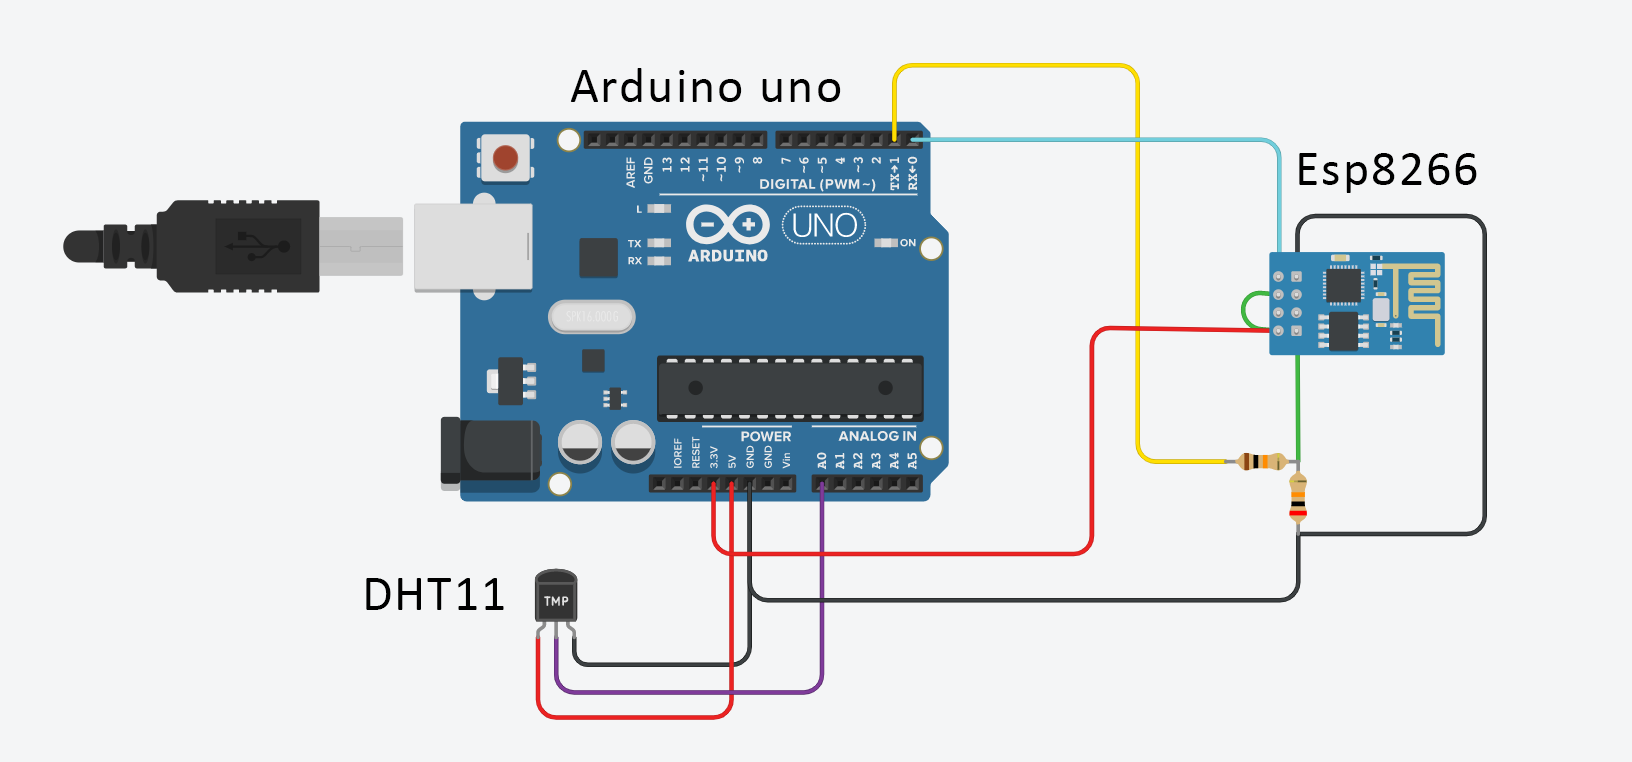 Arduino uno
Esp8266
AREF
GND
13
12
~11
~10
~9
8
7
~6
~5
4
~3
2
TX→1
RX←0
DIGITAL (PWM~)
L
TX
RX
UNO
ON
ARDUINO
SPK16.000G
POWER
ANALOG IN
IOREF
RESET
3.3V
5V
GND
GND
Vin
A0
A1
A2
A3
A4
A5
DHT11
TMP